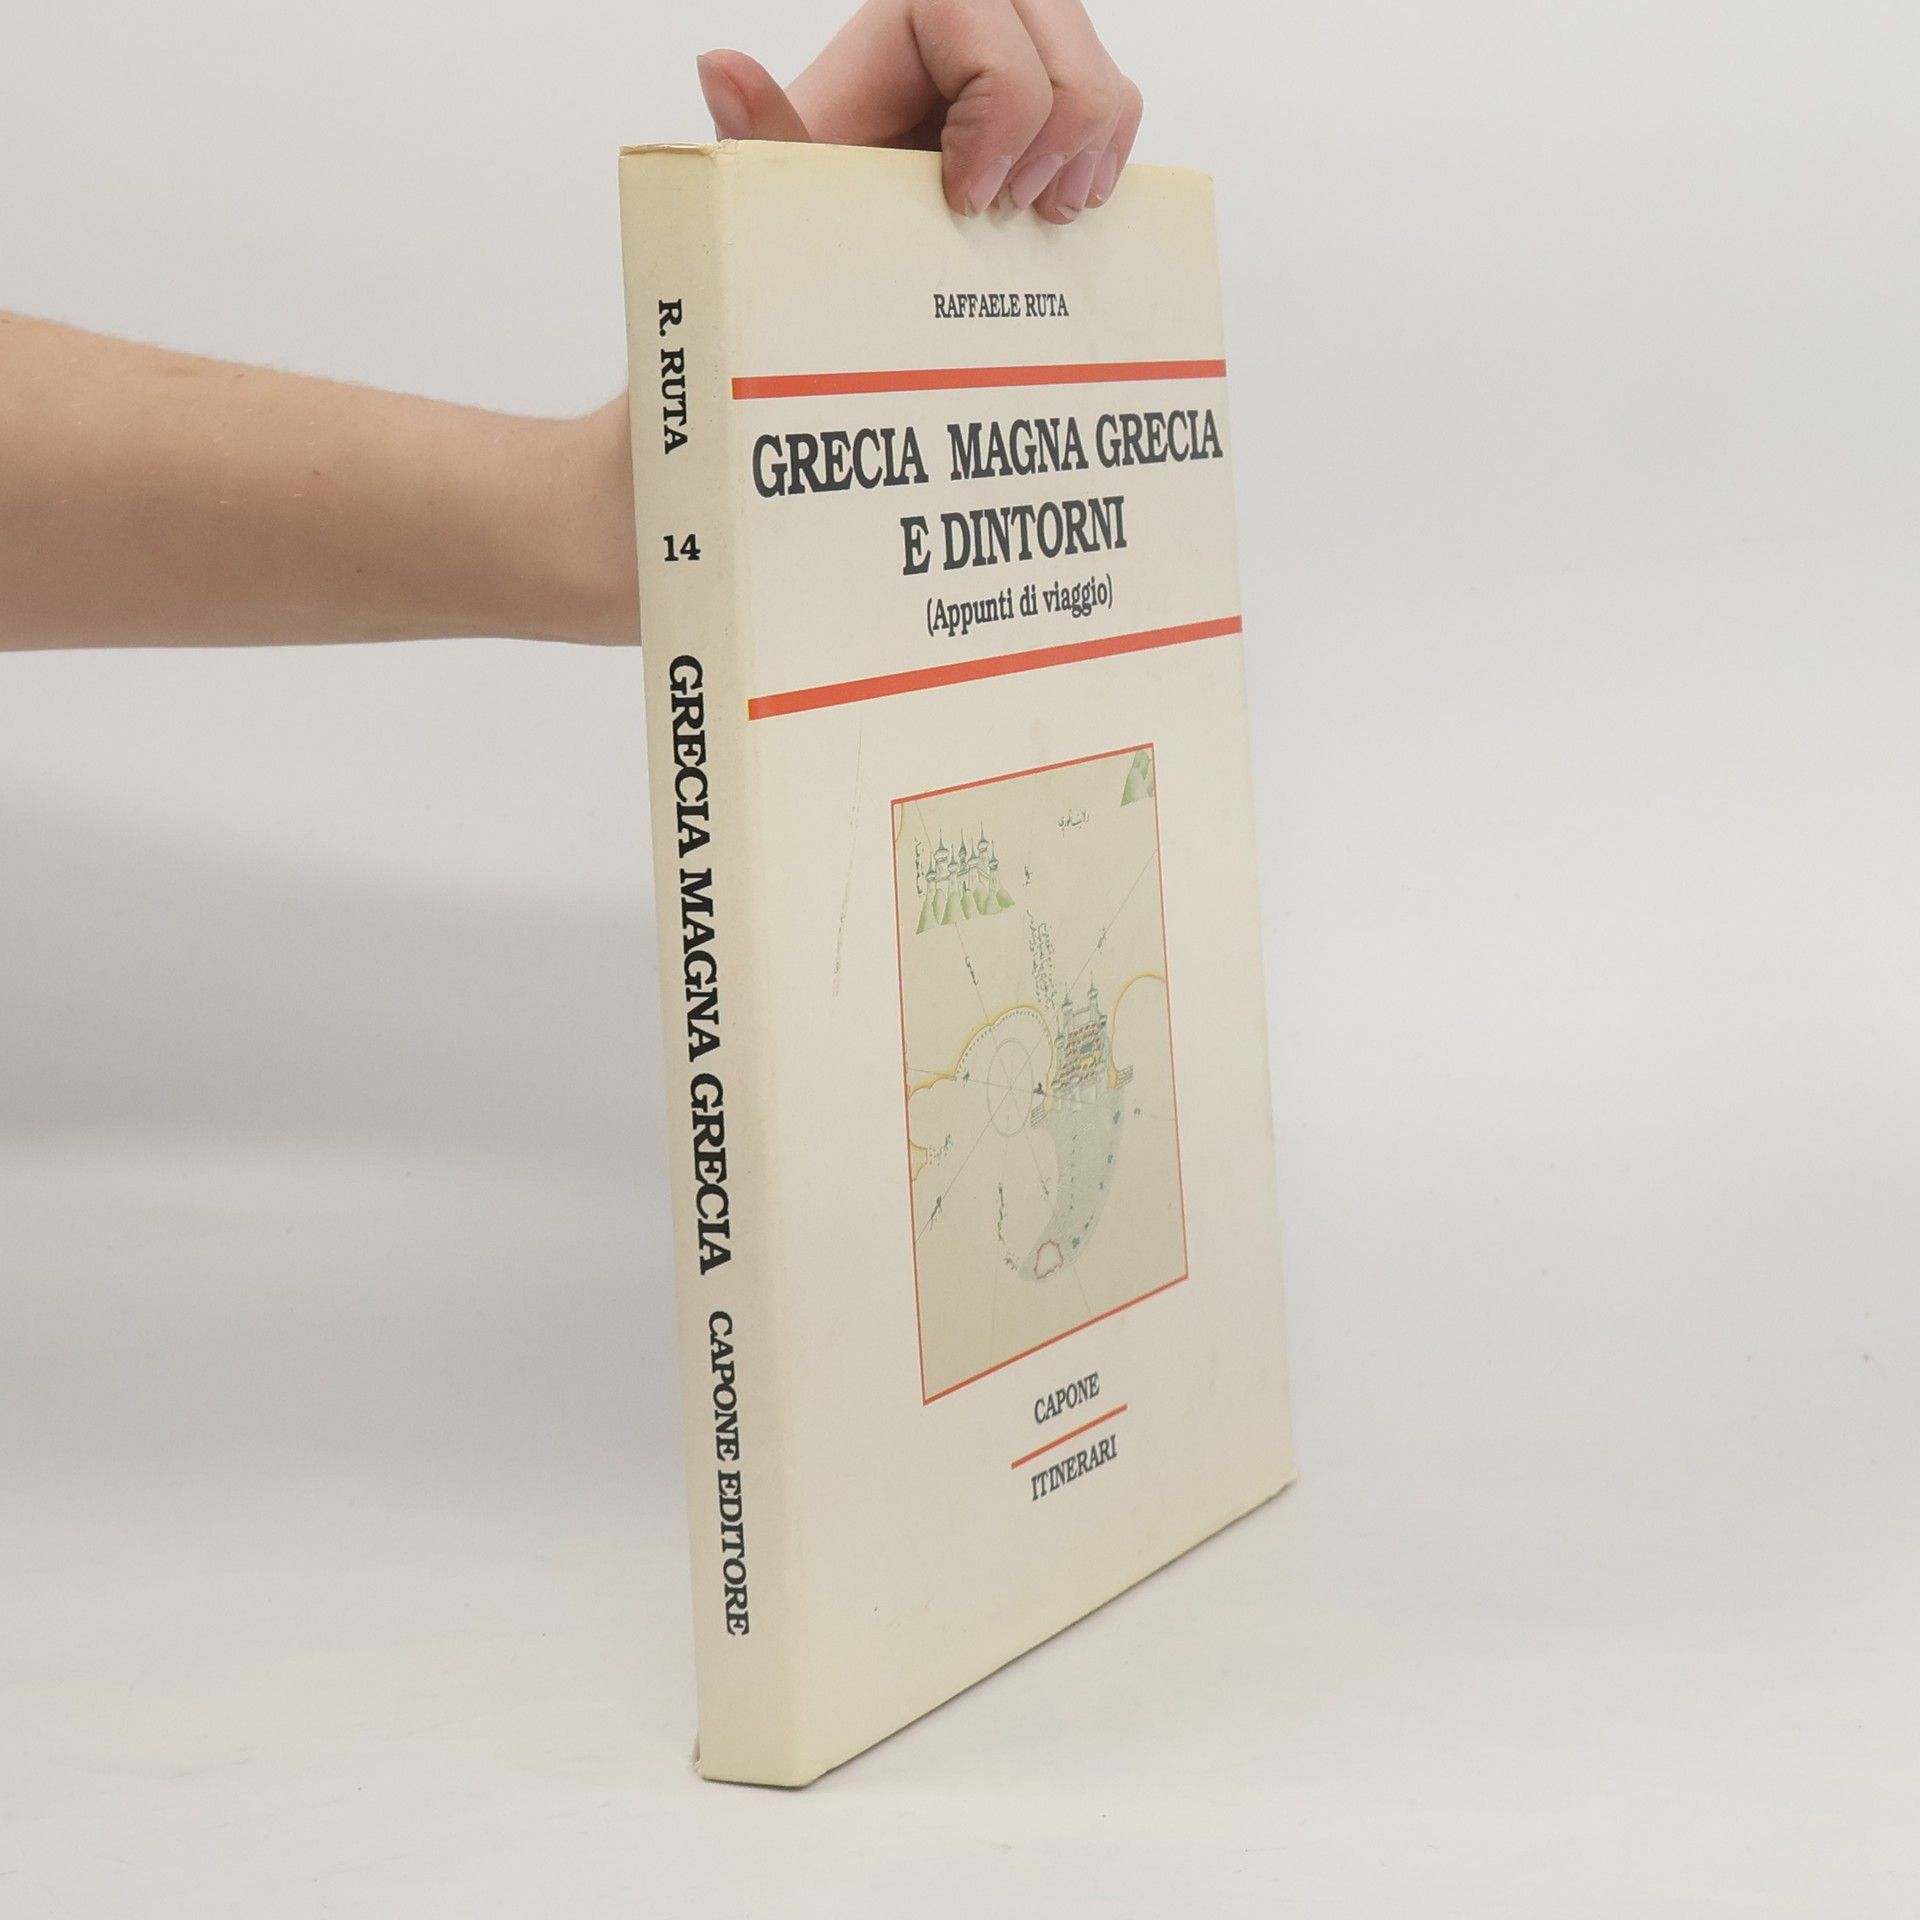 R. RUTA
14
GRECIA MAGNA GRECIA
CAPONE EDITORE
RAFFAELE RUTA
GRECIA MAGNA GRECIA
E DINTORNI
(Appunti di viaggio)
CAPONE
ITINERARI